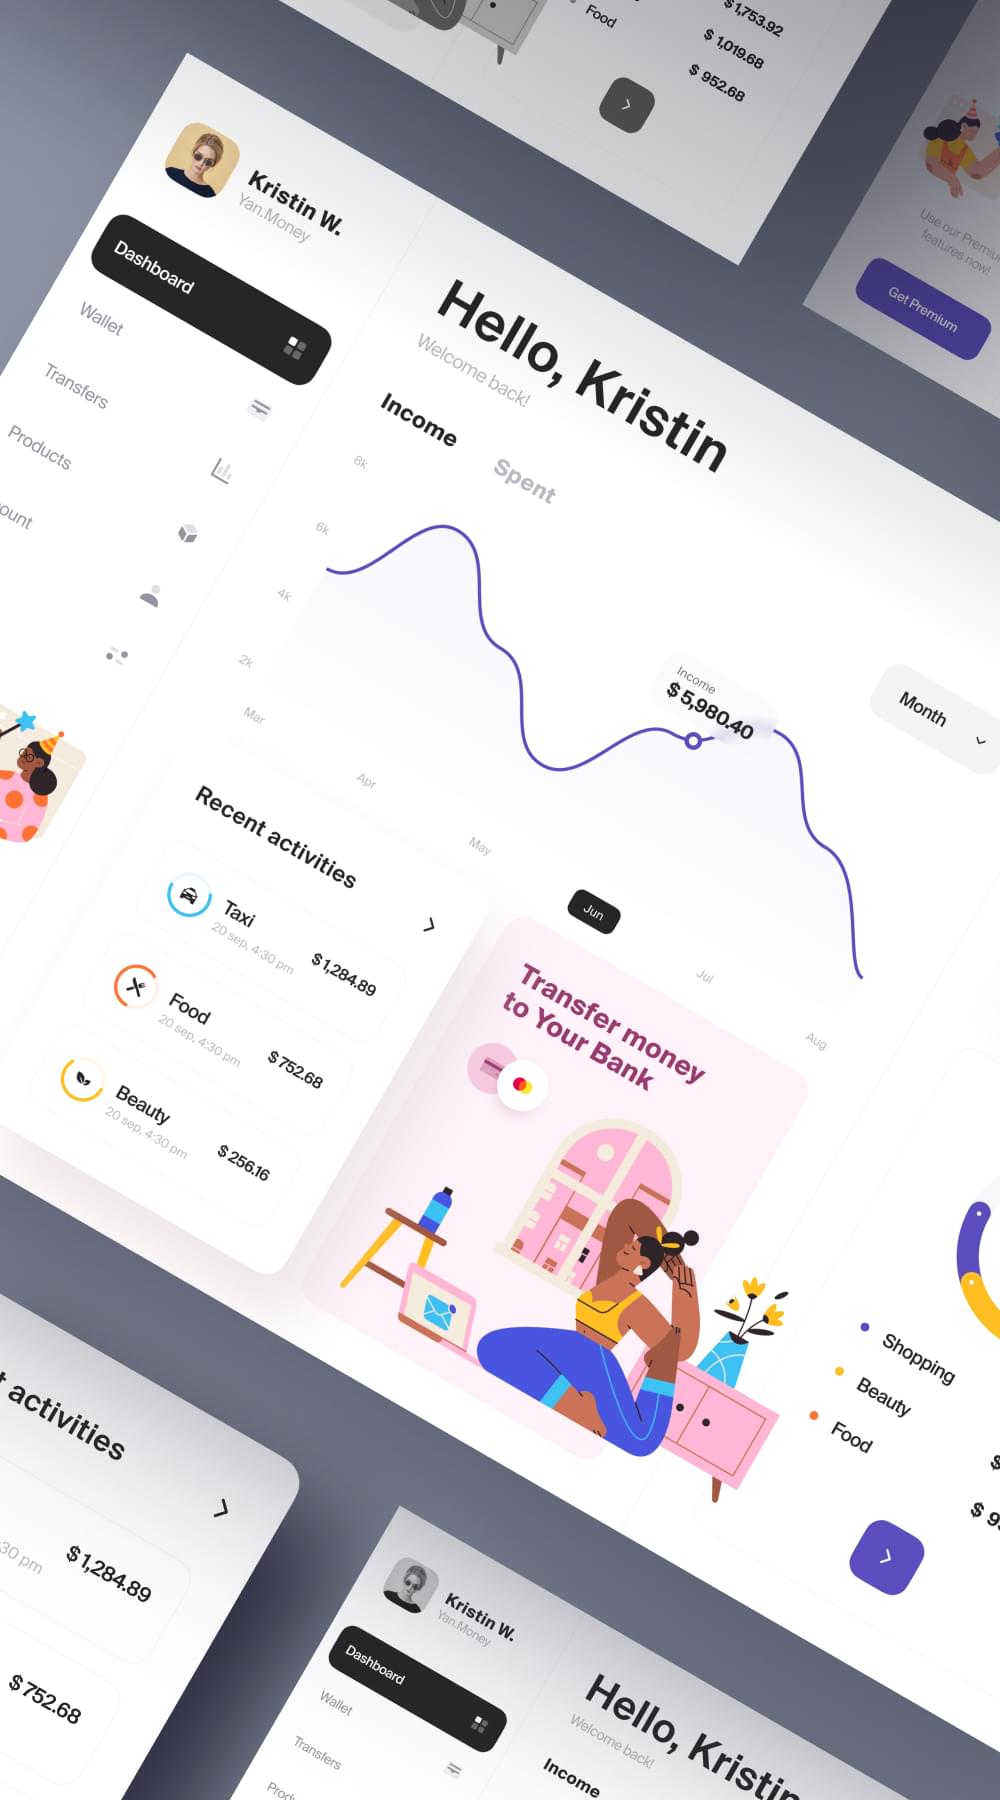 $ 1,753.92
Food
$ 1,019.68
$ 952.68
Use our Premiu
features now!
Get Premium
Kristin W.
Yan.Money
Dashboard
Wallet
Transfers
Products
ount
Hello, Kristin
Welcome back!
Income
Spent
Month
8k
6k
4k
2k
Income
$ 5,980.40
Mar
Apr
May
Jun
Jul
Aug
Recent activities
Taxi
20 sep, 4:30 pm
$ 1,284.89
Food
20 sep, 4:30 pm
$ 752.68
Beauty
20 sep, 4:30 pm
$ 256.16
Transfer money
to Your Bank
Shopping
Beauty
Food
$
$ 95
t activities
30 pm
$ 1,284.89
$ 752.68
Kristin W.
Yan.Money
Dashboard
Wallet
Transfers
Produ
Hello, Kristin
Welcome back!
Income